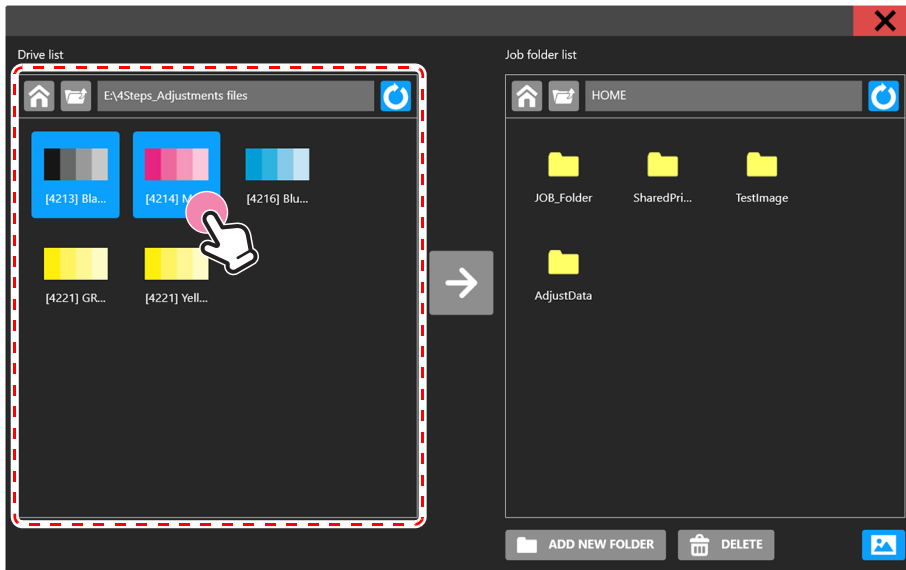 Drive list
Job folder list
E:\4Steps_Adjustments files
HOME
[4213] Bla...
[4214] M
[4216] Blu...
JOB_Folder
SharedPri...
TestImage
[4221] GR...
[4221] Yell...
AdjustData
ADD NEW FOLDER
DELETE